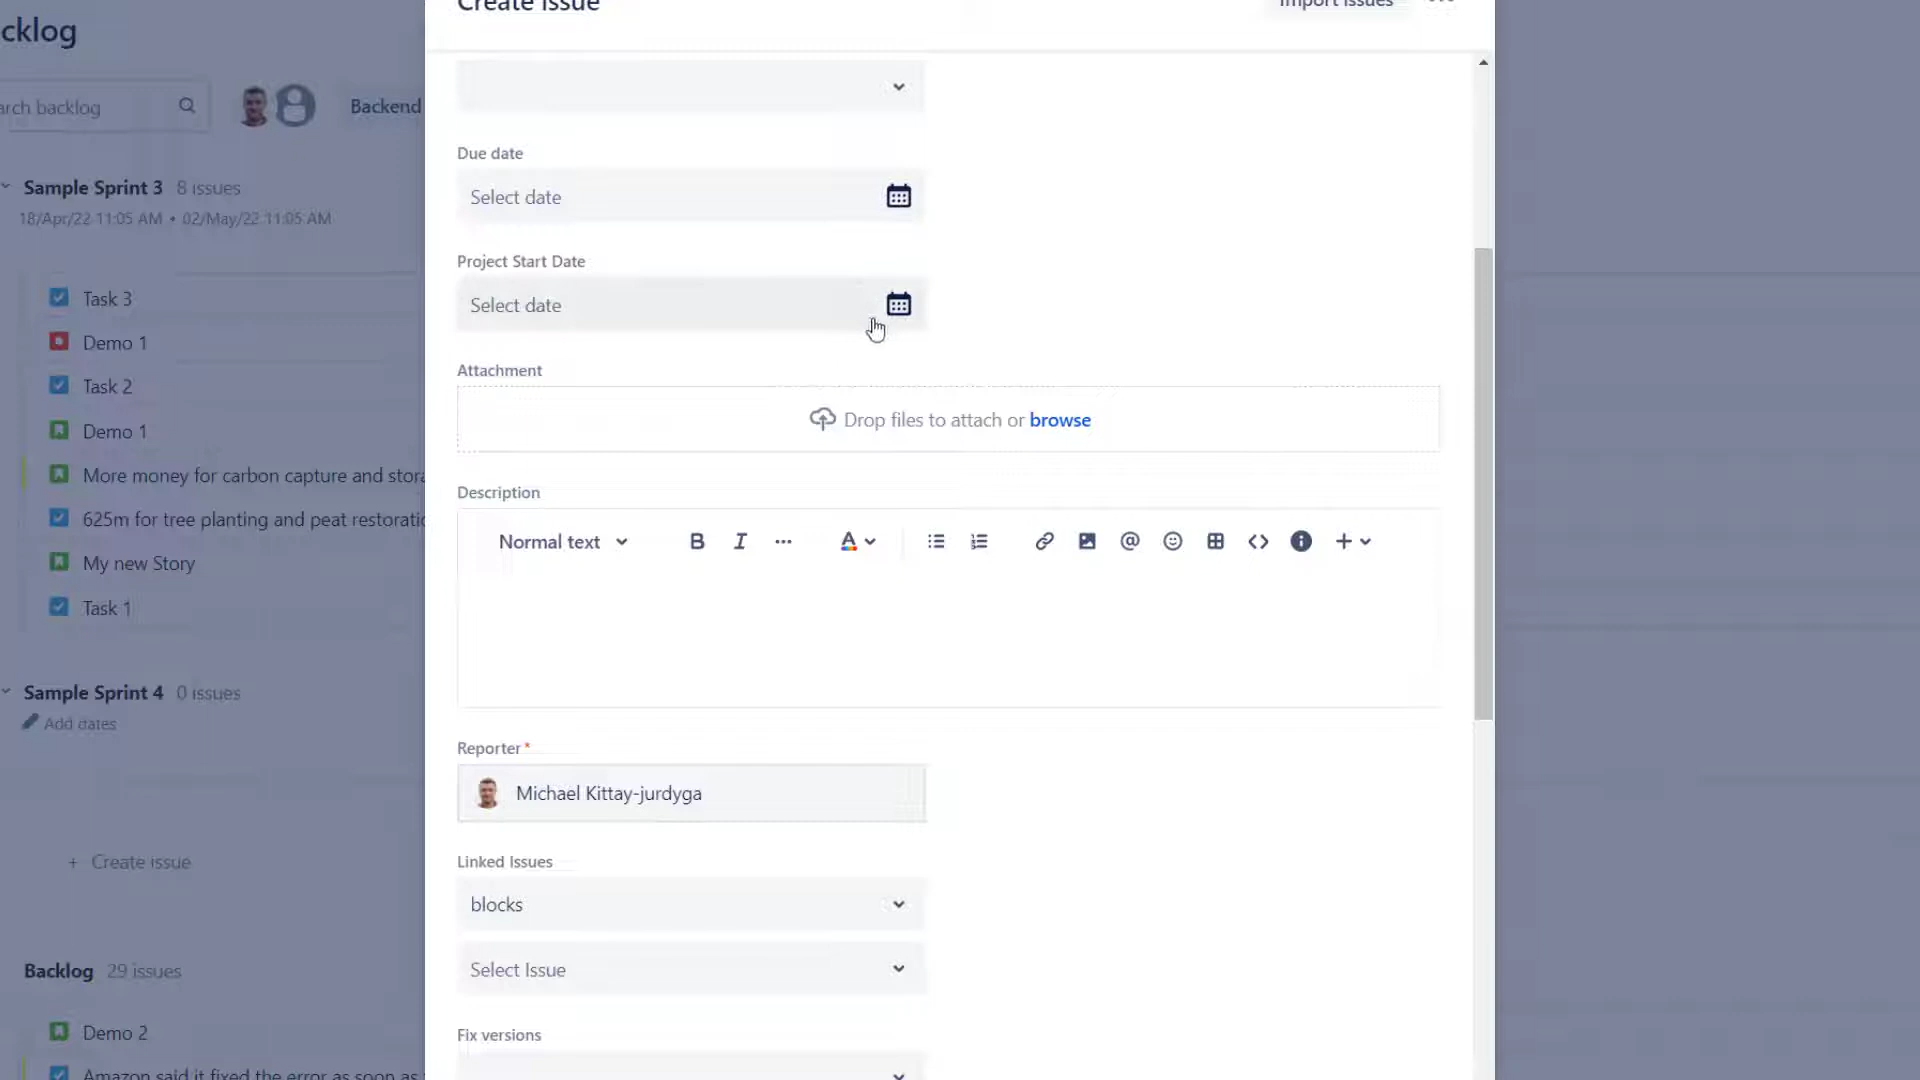 Create issue
Import issues
cklog
arch backlog
Backend
Sample Sprint 3 8 issues
18/Apr/22 11:05 AM • 02/May/22 11:05 AM
Task 3
Demo 1
Task 2
Demo 1
More money for carbon capture and stora
625m for tree planting and peat restoratio
My new Story
Task 1
Sample Sprint 4 0 issues
Add dates
+ Create issue
Backlog 29 issues
Demo 2
Amazon said it fixed the error as soon as
Due date
Select date
Project Start Date
Select date
Attachment
Drop files to attach or browse
Description
Normal text
Reporter *
Michael Kittay-jurdyga
Linked Issues
blocks
Select Issue
Fix versions